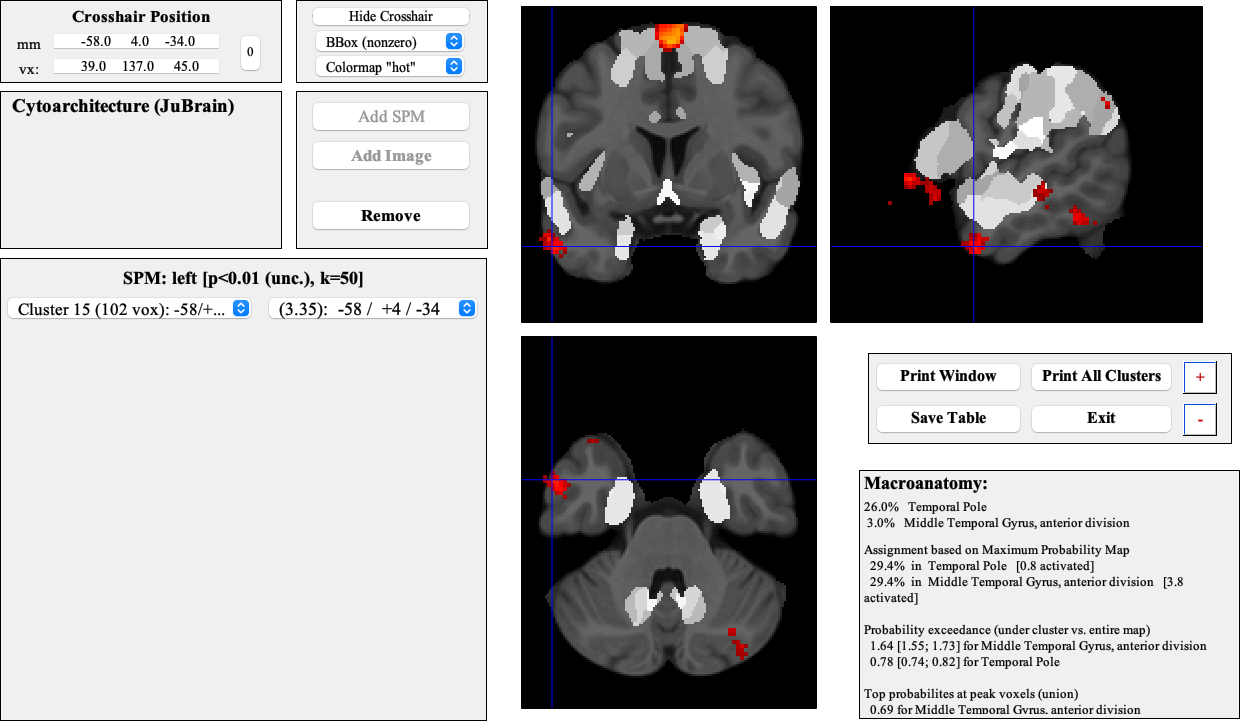 Crosshair Position
mm -58.0 4.0 -34.0
vx: 39.0 137.0 45.0
0
Hide Crosshair
BBox (nonzero)
Colormap "hot"
Cytoarchitecture (JuBrain)
Add SPM
Add Image
Remove
SPM: left [p<0.01 (unc.), k=50]
Cluster 15 (102 vox): -58/+... (3.35): -58 / +4 / -34
Print Window Print All Clusters +
Save Table Exit -
Macroanatomy:
26.0% Temporal Pole
3.0% Middle Temporal Gyrus, anterior division
Assignment based on Maximum Probability Map
29.4% in Temporal Pole [0.8 activated]
29.4% in Middle Temporal Gyrus, anterior division [3.8
activated]
Probability exceedance (under cluster vs. entire map)
1.64 [1.55; 1.73] for Middle Temporal Gyrus, anterior division
0.78 [0.74; 0.82] for Temporal Pole
Top probabilites at peak voxels (union)
0.69 for Middle Temporal Gyrus, anterior division